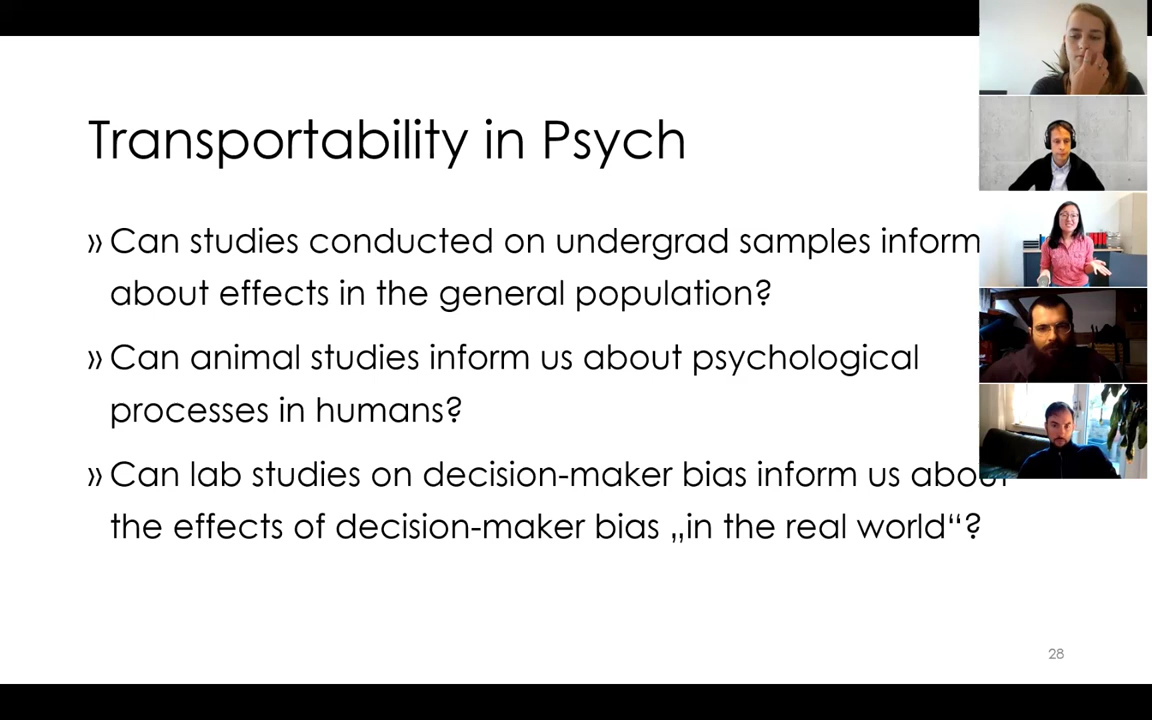 Transportability in Psych
» Can studies conducted on undergrad samples inform
about effects in the general population?
» Can animal studies inform us about psychological
processes in humans?
» Can lab studies on decision-maker bias inform us about
the effects of decision-maker bias „in the real world“?
28